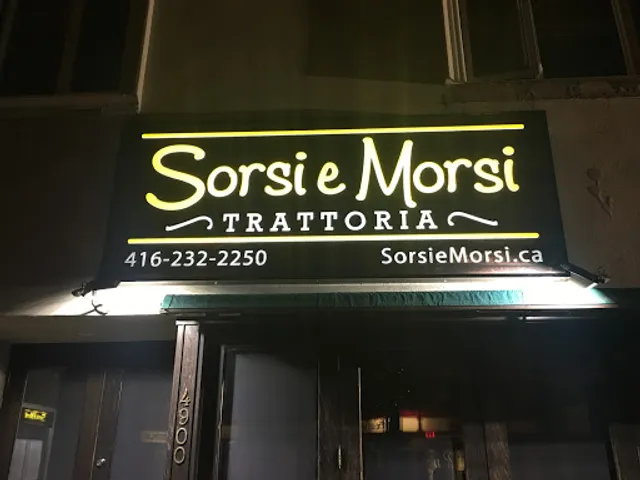 Sorsi e Morsi
TRATTORIA
416-232-2250 SorsieMorsi.ca
4900